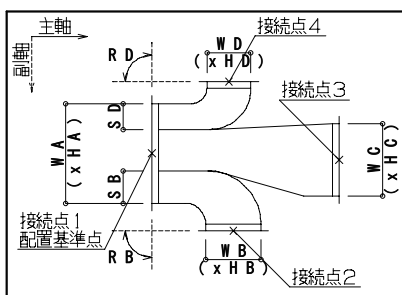 主軸
副軸
RD
WD
(xHD)
接続点4
接続点3
SD
WA
(xHA)
SB
WC
(xHC)
接続点1
配置基準点
RB
WB
(xHB)
接続点2